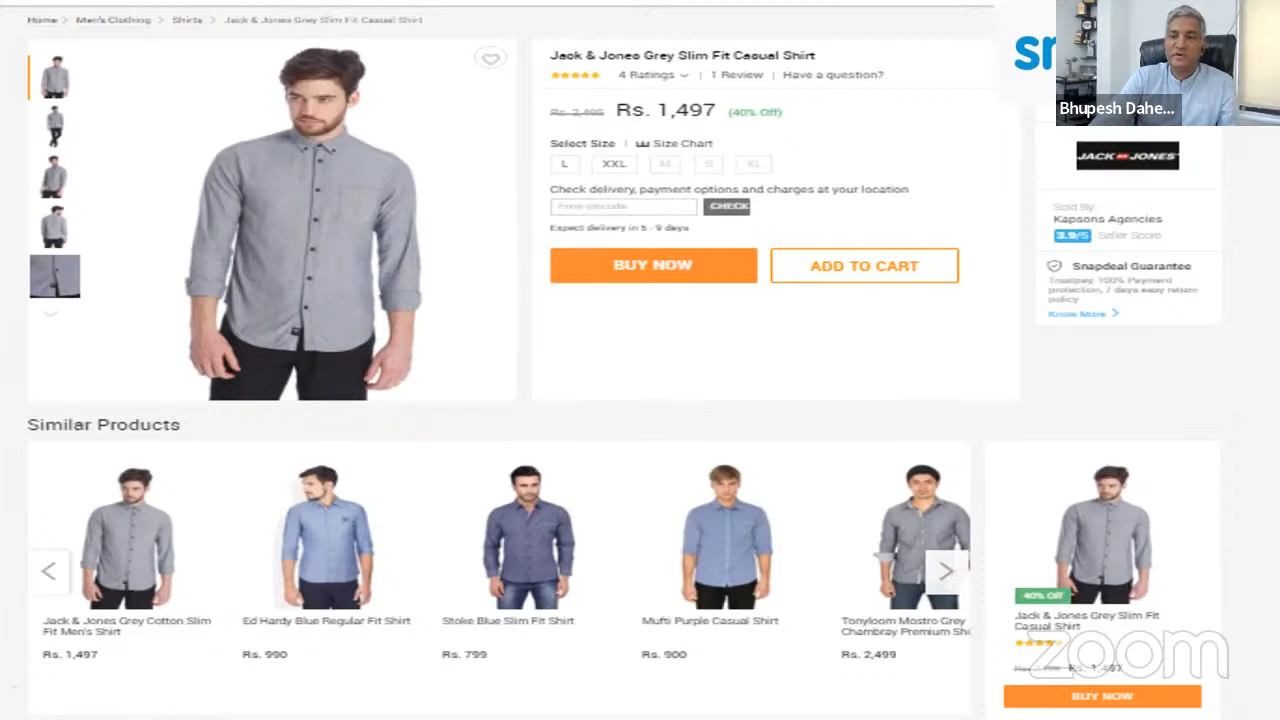 Home > Men's Clothing > Shirts > Jack & Jones Grey Slim Fit Casual Shirt
Jack & Jones Grey Slim Fit Casual Shirt
4 Ratings | 1 Review | Have a question?
Rs. 2,495 Rs. 1,497 (40% Off)
Select Size | Size Chart
L XXL M S XL
Check delivery, payment options and charges at your location
Enter pincode CHECK
Expect delivery in 5 - 9 days
BUY NOW ADD TO CART
sn
Bhupesh Dahe...
JACK JONES
Sold By:
Kapsons Agencies
3.9/5 Seller Score
Snapdeal Guarantee
Trustpay: 100% Payment
protection, 7 days easy return
policy
Know More >
Similar Products
Jack & Jones Grey Cotton Slim
Fit Men's Shirt
Rs. 1,497
Ed Hardy Blue Regular Fit Shirt
Rs. 990
Stoke Blue Slim Fit Shirt
Rs. 799
Mufti Purple Casual Shirt
Rs. 900
Tonyloom Mostro Grey
Chambray Premium Shi
Rs. 2,499
40% Off
Jack & Jones Grey Slim Fit
Casual Shirt
Rs. 1,497
BUY NOW
zoom